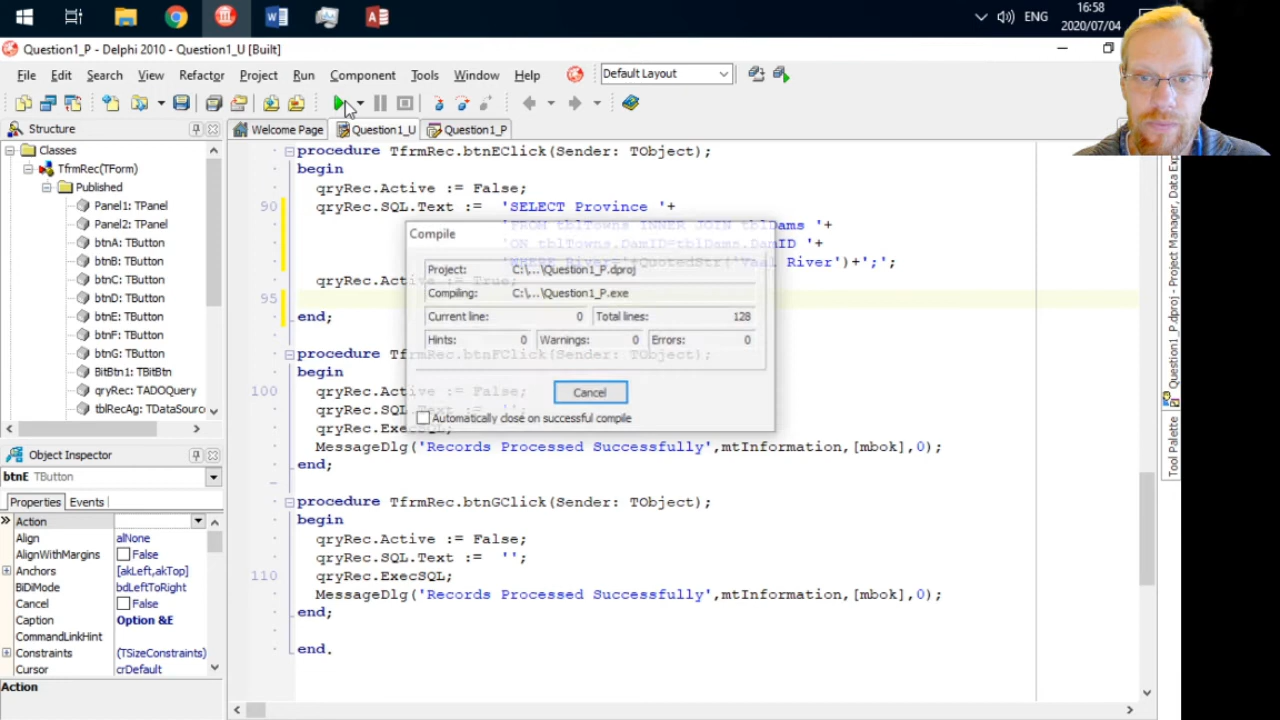 16:58
ENG
2020/07/04
Question1_P - Delphi 2010 - Question1_U [Built]
File Edit Search View Refactor Project Run Component Tools Window Help
Default Layout
Structure
Welcome Page Question1_U Question1_P
Classes
TfrmRec(TForm)
Published
Panel1: TPanel
Panel2: TPanel
btnA: TButton
btnB: TButton
btnC: TButton
btnD: TButton
btnE: TButton
btnF: TButton
btnG: TButton
BitBtn1: TBitBtn
qryRec: TADOQuery
tblRecAg: TDataSourc
Object Inspector
btnE TButton
Properties Events
Action
Align alNone
AlignWithMargins False
Anchors [akLeft,akTop]
BiDiMode bdLeftToRight
Cancel False
Caption Option &E
CommandLinkHint
Constraints (TSizeConstraints)
Cursor crDefault
Action
procedure TfrmRec.btnEClick(Sender: TObject);
begin
qryRec.Active := False;
90 qryRec.SQL.Text := 'SELECT Province '+
'FROM tblTowns INNER JOIN tblDams '+
'ON tblTowns.DamID=tblDams.DamID '+
'WHERE River='+QuotedStr('Vaal River')+';';
qryRec.Active := True;
95
end;
procedure TfrmRec.btnFClick(Sender: TObject);
begin
100 qryRec.Active := False;
qryRec.SQL.Text := '';
qryRec.ExecSQL;
MessageDlg('Records Processed Successfully',mtInformation,[mbok],0);
end;
procedure TfrmRec.btnGClick(Sender: TObject);
begin
qryRec.Active := False;
qryRec.SQL.Text := '';
110 qryRec.ExecSQL;
MessageDlg('Records Processed Successfully',mtInformation,[mbok],0);
end;
end.
Compile
Project: C:\...\Question1_P.dproj
Compiling: C:\...\Question1_P.exe
Current line: 0 Total lines: 128
Hints: 0 Warnings: 0 Errors: 0
Cancel
Automatically close on successful compile
Question1_P.dproj - Project Manager, Data Exp
Tool Palette